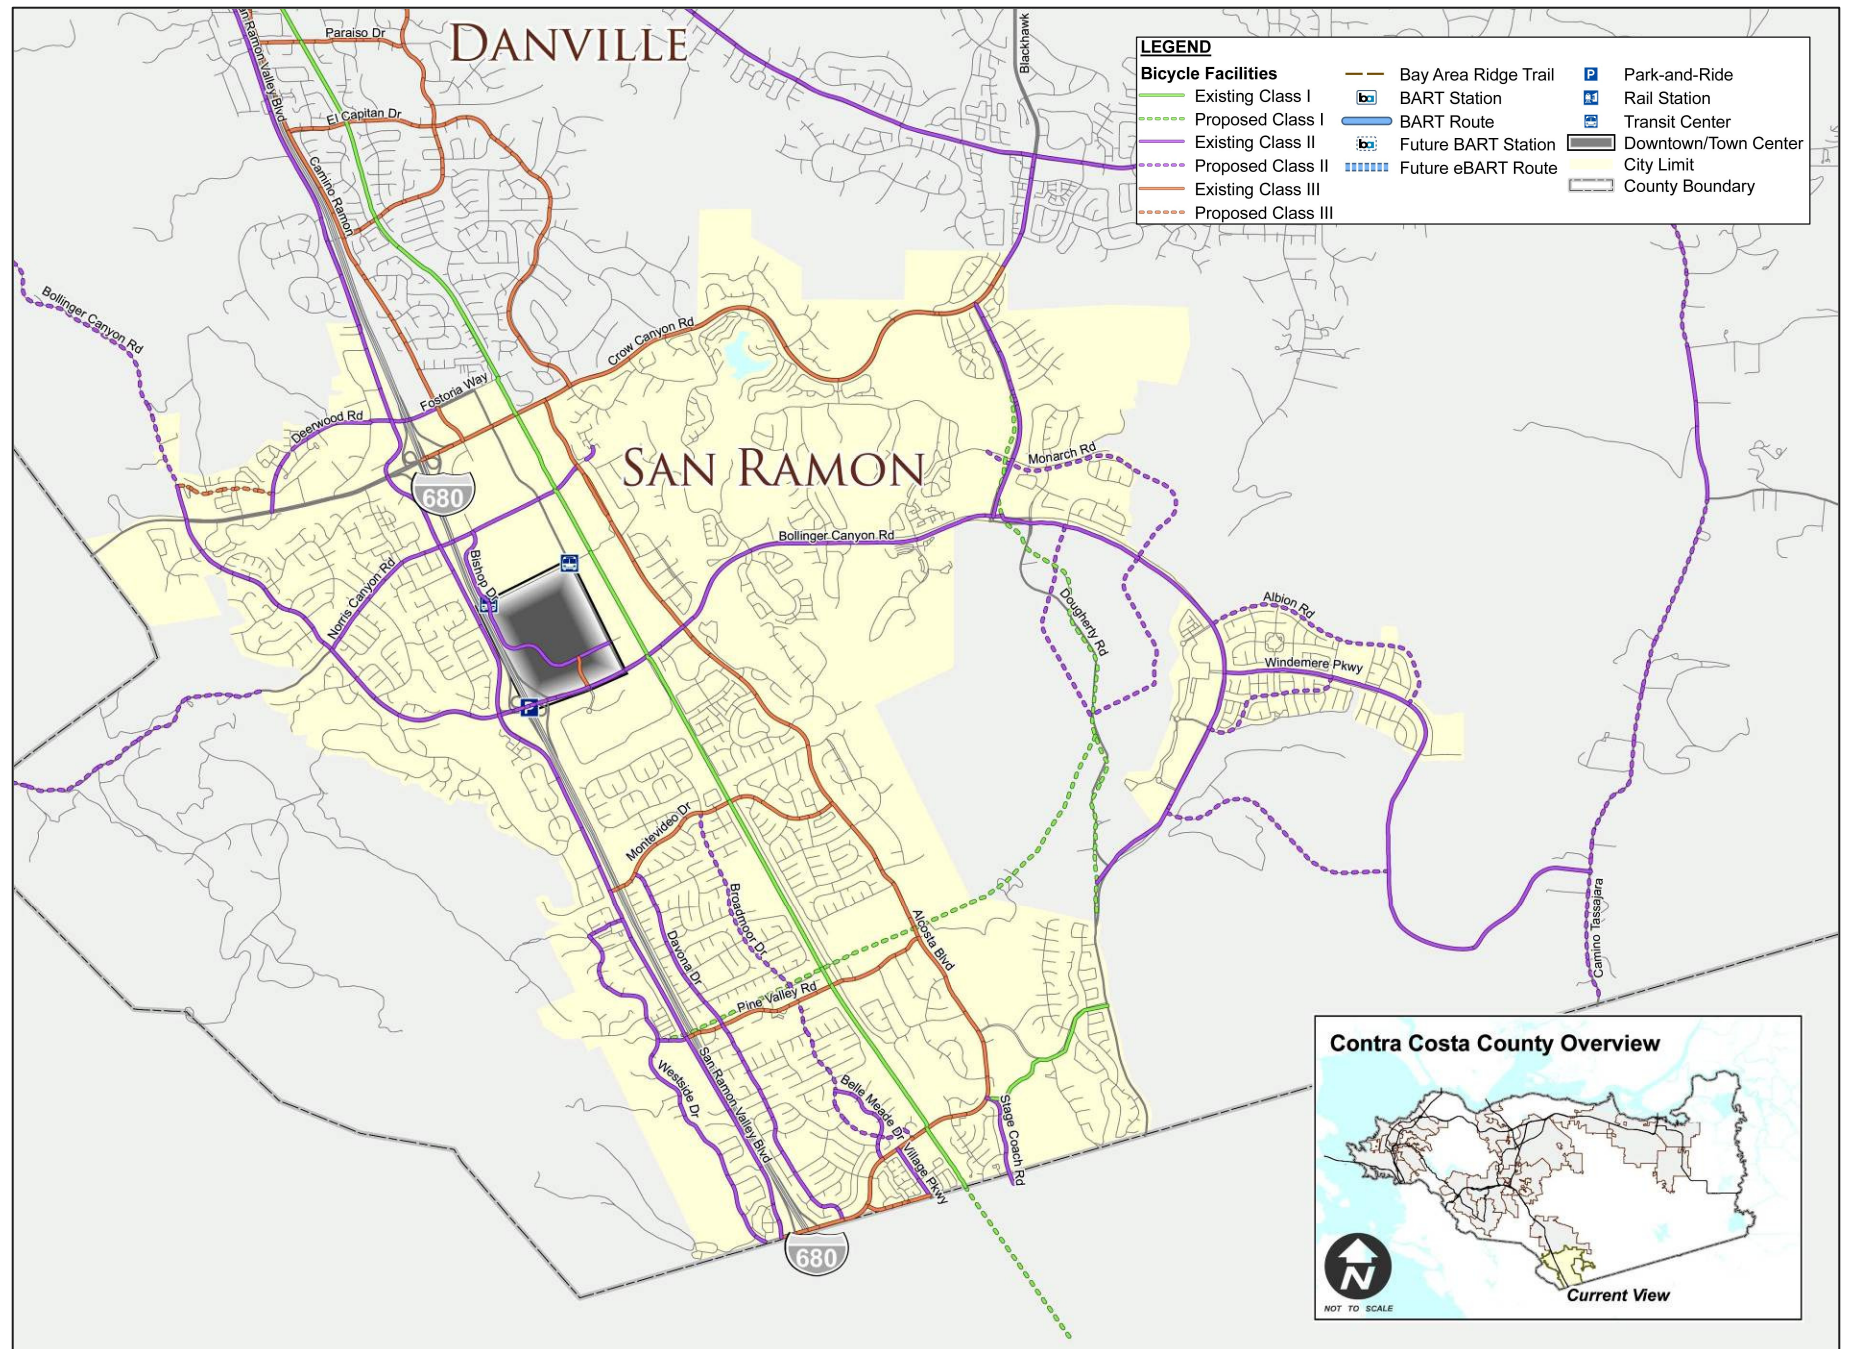 DANVILLE
Paraiso Dr
San Ramon Valley Blvd
El Capitan Dr
Camino Ramon
Blackhawk
LEGEND
Bicycle Facilities
Existing Class I
Proposed Class I
Existing Class II
Proposed Class II
Existing Class III
Proposed Class III
Bay Area Ridge Trail
BART Station
BART Route
Future BART Station
Future eBART Route
P Park-and-Ride
Rail Station
Transit Center
Downtown/Town Center
City Limit
County Boundary
Bollinger Canyon Rd
Crow Canyon Rd
Fostoria Way
Deerwood Rd
SAN RAMON
Monarch Rd
680
Bollinger Canyon Rd
Bishop Dr
Norris Canyon Rd
Dougherty Rd
Albion Rd
Windemere Pkwy
P
Montevideo Dr
Broadmoor Dr
Alcosta Blvd
Davona Dr
Camino Tassajara
Pine Valley Rd
San Ramon Valley Blvd
Westside Dr
Belle Meade Dr
Village Pkwy
Stage Coach Rd
680
Contra Costa County Overview
N
NOT TO SCALE
Current View